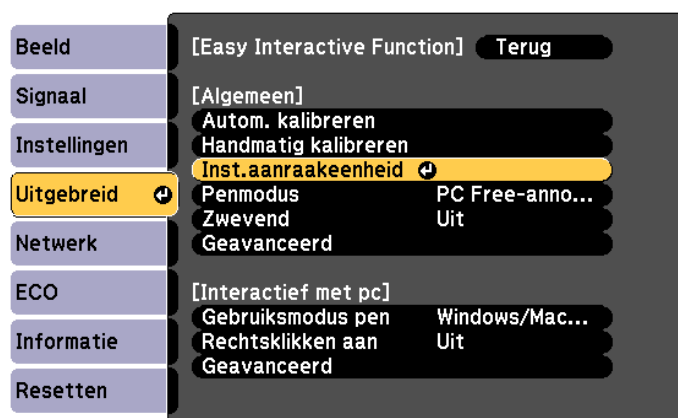 Beeld
Signaal
Instellingen
Uitgebreid
Netwerk
ECO
Informatie
Resetten
[Easy Interactive Function] Terug
[Algemeen]
Autom. kalibreren
Handmatig kalibreren
Inst.aanraakeenheid
Penmodus PC Free-anno...
Zwevend Uit
Geavanceerd
[Interactief met pc]
Gebruiksmodus pen Windows/Mac...
Rechtsklikken aan Uit
Geavanceerd